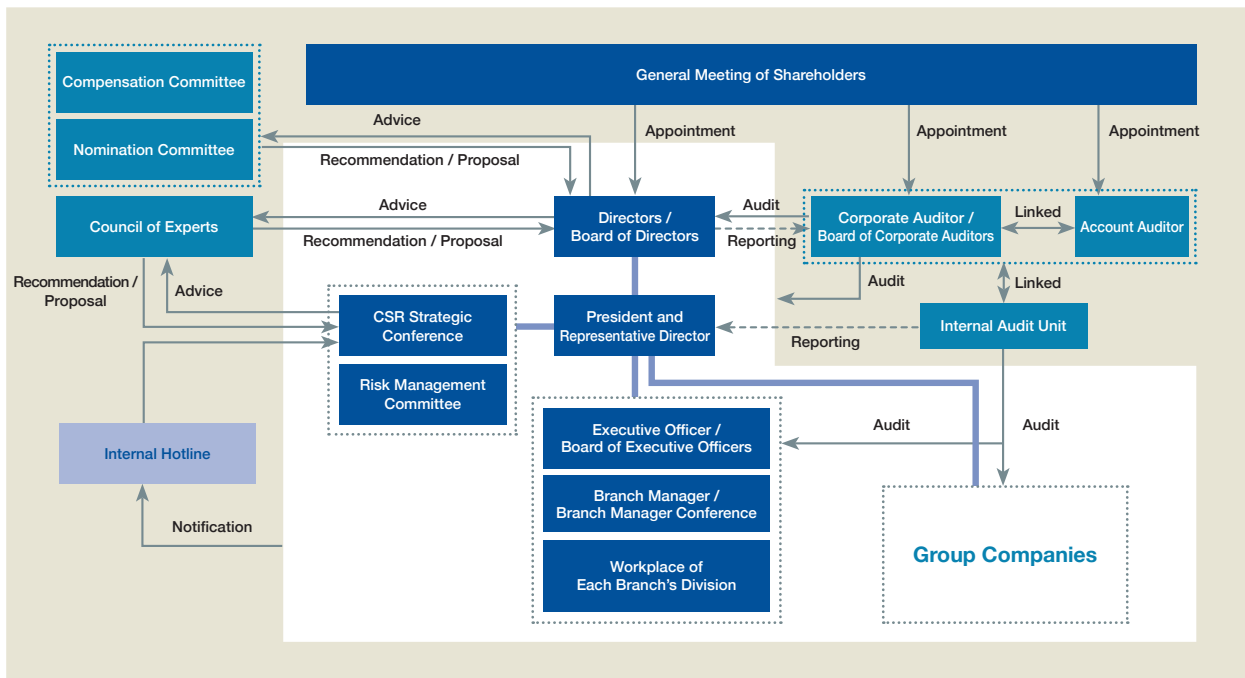 Compensation Committee
General Meeting of Shareholders
Nomination Committee
Advice
Recommendation / Proposal
Appointment
Appointment
Appointment
Council of Experts
Advice
Recommendation / Proposal
Directors /
Board of Directors
Audit
Reporting
Corporate Auditor /
Board of Corporate Auditors
Linked
Account Auditor
Recommendation /
Proposal
Advice
Audit
Linked
CSR Strategic
Conference
President and
Representative Director
Reporting
Internal Audit Unit
Risk Management
Committee
Executive Officer /
Board of Executive Officers
Audit
Audit
Internal Hotline
Branch Manager /
Branch Manager Conference
Notification
Workplace of
Each Branch’s Division
Group Companies